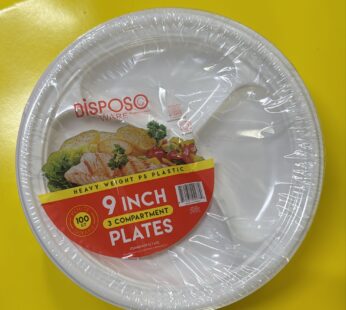 DiSPOSO
WARE
HEAVY WEIGHT PS PLASTIC
100
9 INCH
3 COMPARTMENT
PLATES